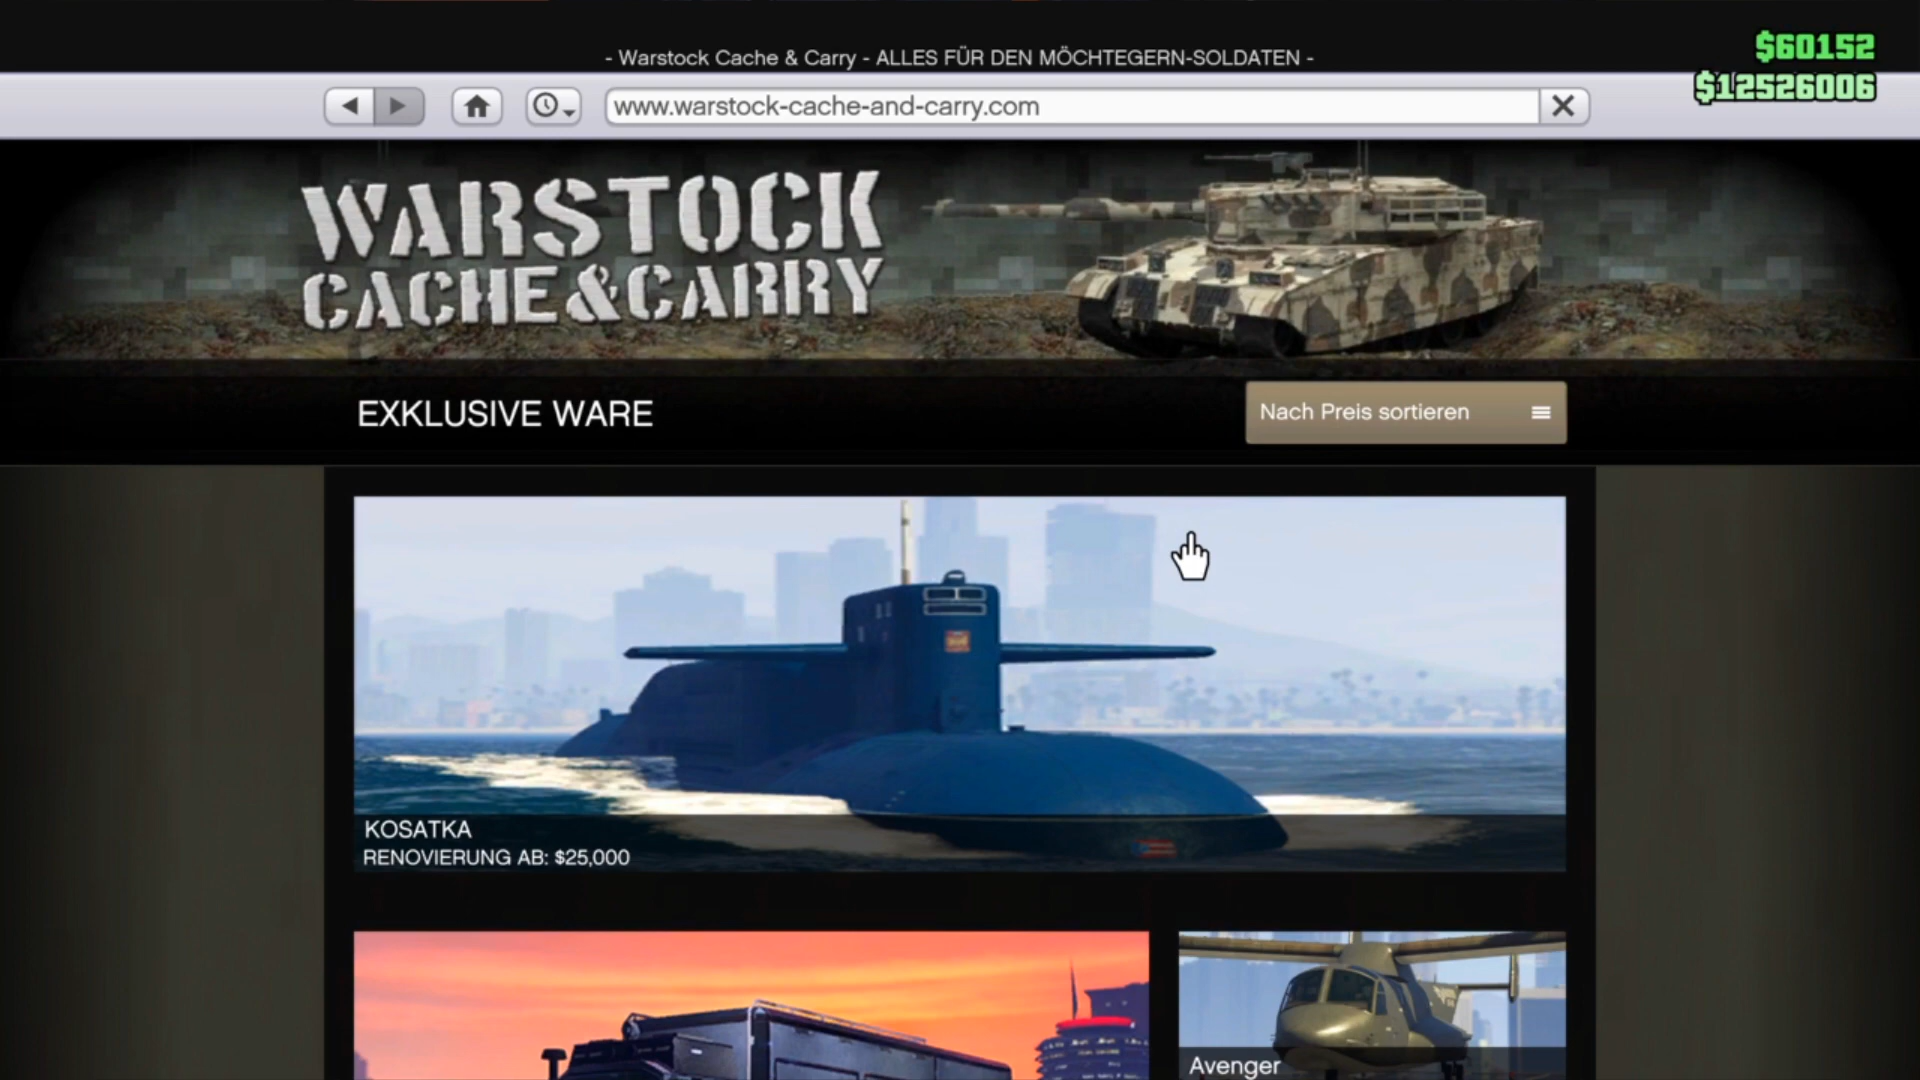 - Warstock Cache & Carry - ALLES FÜR DEN MÖCHTEGERN-SOLDATEN -
$60152
$12526006
www.warstock-cache-and-carry.com
WARSTOCK
CACHE&CARRY
EXKLUSIVE WARE
Nach Preis sortieren
KOSATKA
RENOVIERUNG AB: $25,000
Avenger